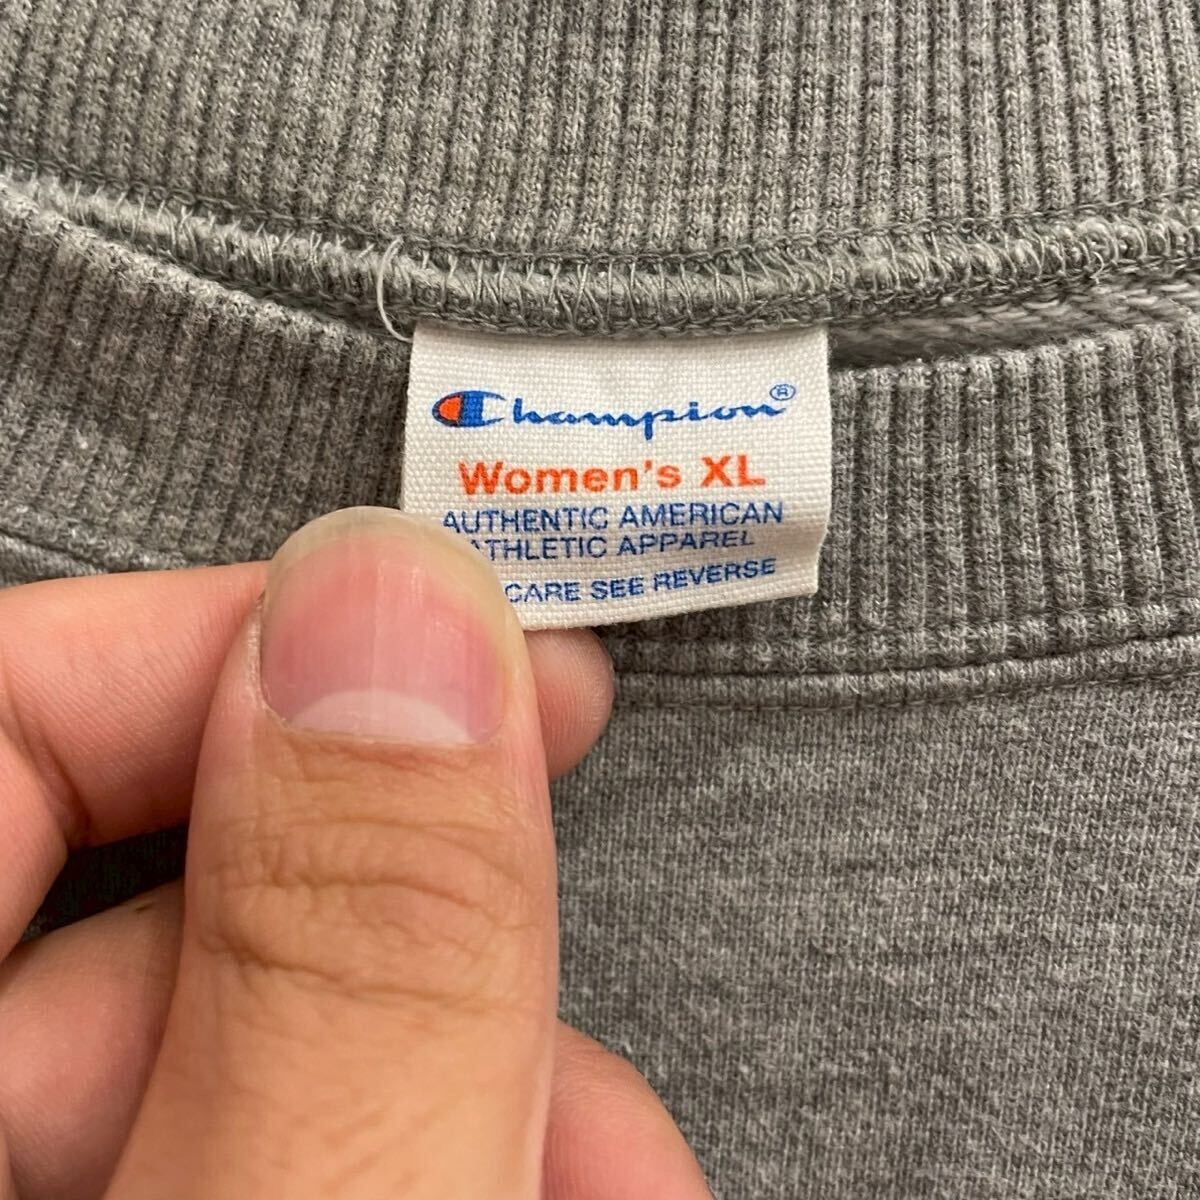 Champion®
Women's XL
AUTHENTIC AMERICAN
ATHLETIC APPAREL
CARE SEE REVERSE